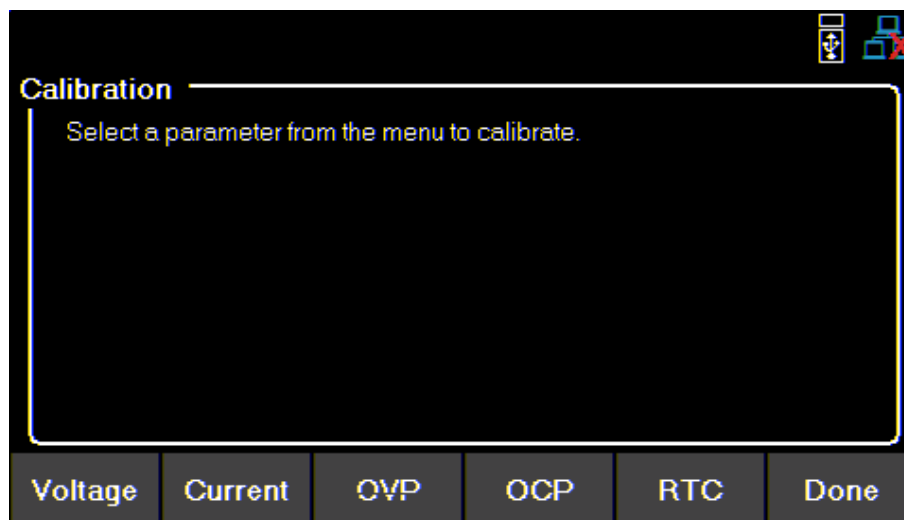 Calibration
Select a parameter from the menu to calibrate.
Voltage Current OVP OCP RTC Done